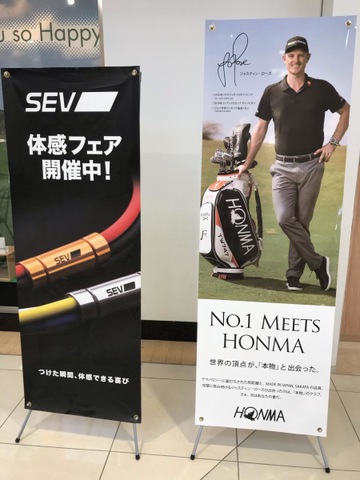 u so Happy
SEV
体感フェア
開催中！
SEV
SEV
つけた瞬間、体感できる喜び
ジャスティン・ローズ
HONMA
TW747
No.1 MEETS
HONMA
世界の頂点が、「本物」と出会った。
HONMA